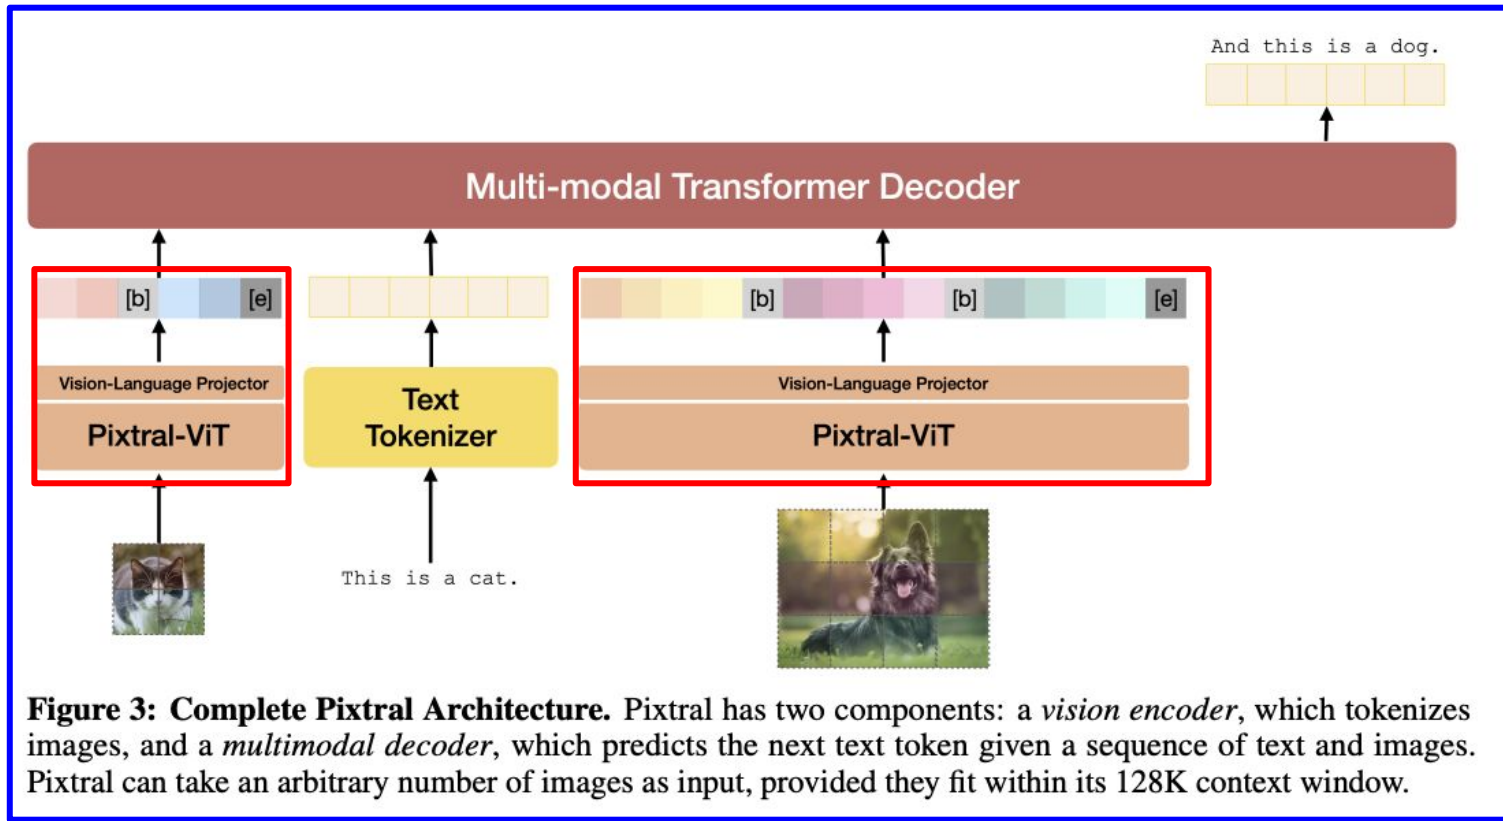 And this is a dog.
Multi-modal Transformer Decoder
[b] [e]
[b] [b] [e]
Vision-Language Projector
Pixtral-ViT
Text
Tokenizer
Vision-Language Projector
Pixtral-ViT
This is a cat.
Figure 3: Complete Pixtral Architecture. Pixtral has two components: a vision encoder, which tokenizes
images, and a multimodal decoder, which predicts the next text token given a sequence of text and images.
Pixtral can take an arbitrary number of images as input, provided they fit within its 128K context window.